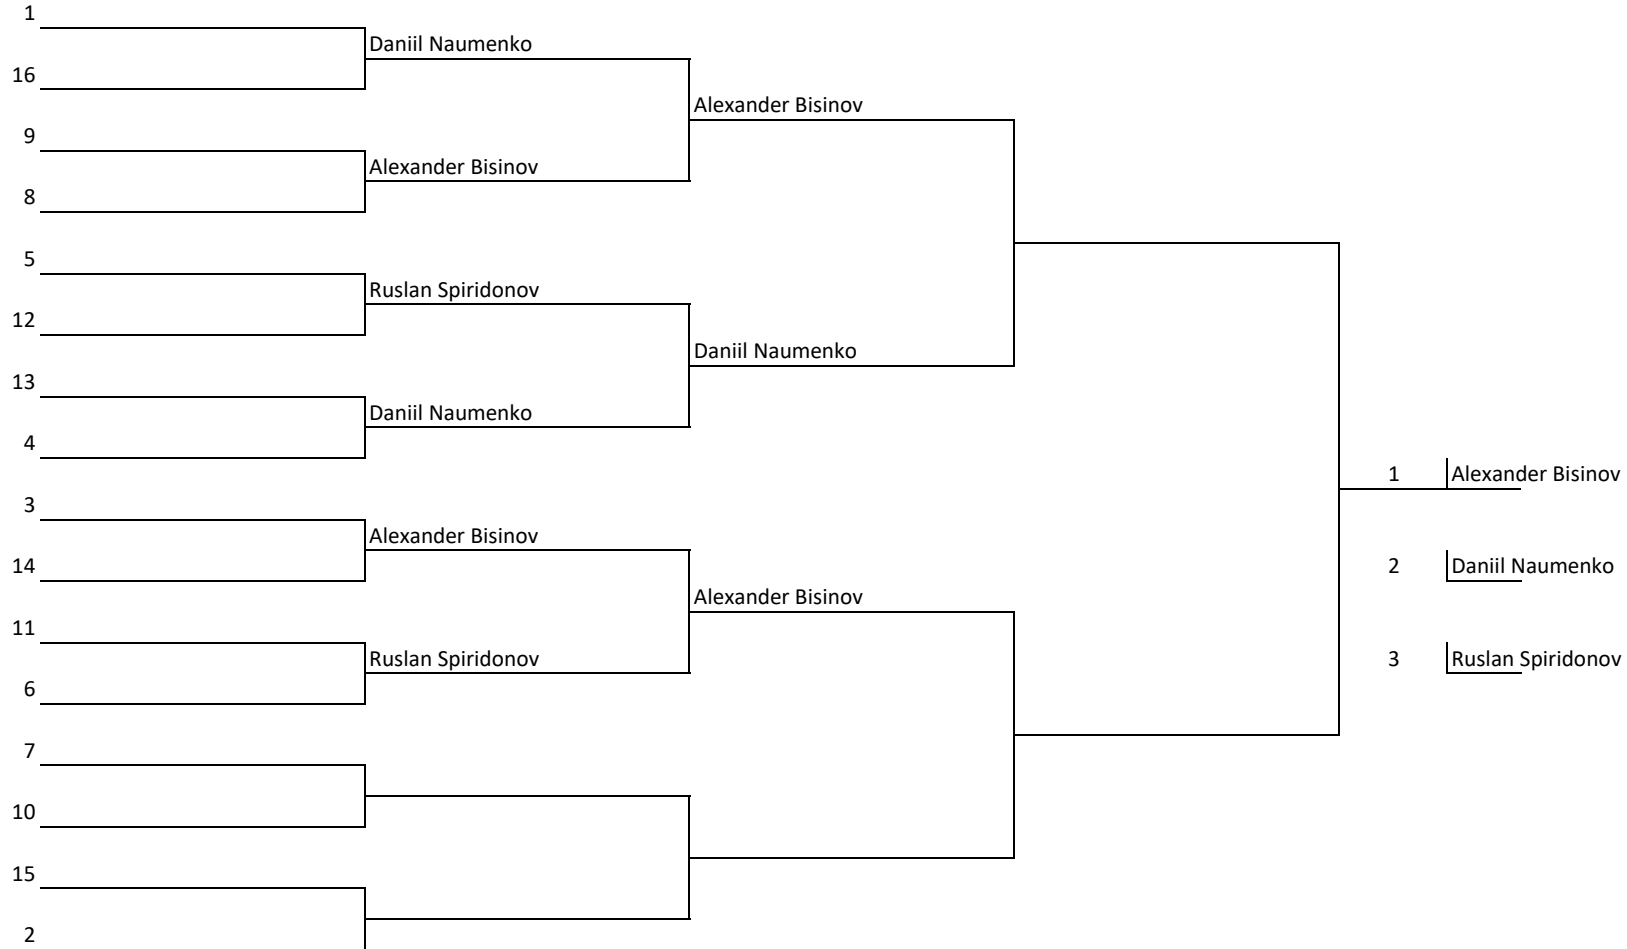 1
Daniil Naumenko
16
Alexander Bisinov
9
Alexander Bisinov
8
5
Ruslan Spiridonov
12
Daniil Naumenko
13
Daniil Naumenko
4
1 Alexander Bisinov
3
Alexander Bisinov
14
2 Daniil Naumenko
Alexander Bisinov
11
Ruslan Spiridonov
3 Ruslan Spiridonov
6
7
10
15
2